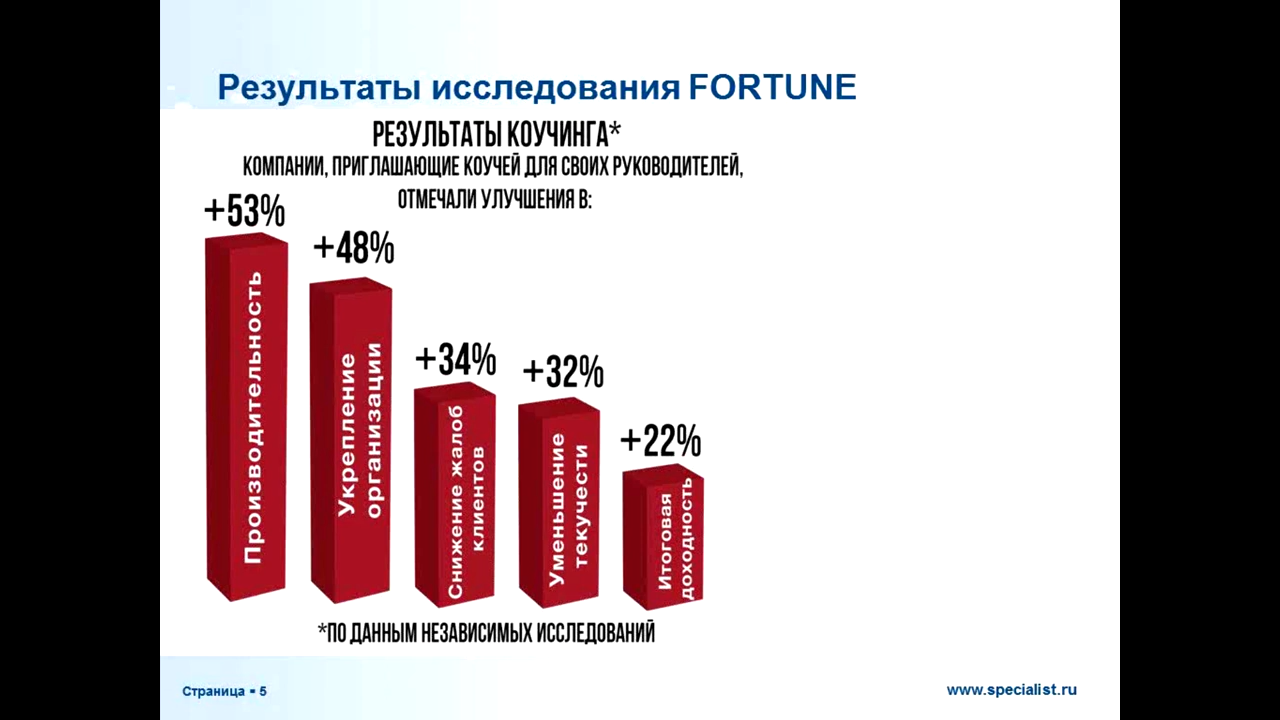 Результаты исследования FORTUNE
РЕЗУЛЬТАТЫ КОУЧИНГА*
КОМПАНИИ, ПРИГЛАШАЮЩИЕ КОУЧЕЙ ДЛЯ СВОИХ РУКОВОДИТЕЛЕЙ,
ОТМЕЧАЛИ УЛУЧШЕНИЯ В:
+53%
Производительность
+48%
Укрепление
организации
+34%
Снижение жалоб
клиентов
+32%
Уменьшение
текучести
+22%
Итоговая
доходность
*ПО ДАННЫМ НЕЗАВИСИМЫХ ИССЛЕДОВАНИЙ
Страница ▪ 5
www.specialist.ru